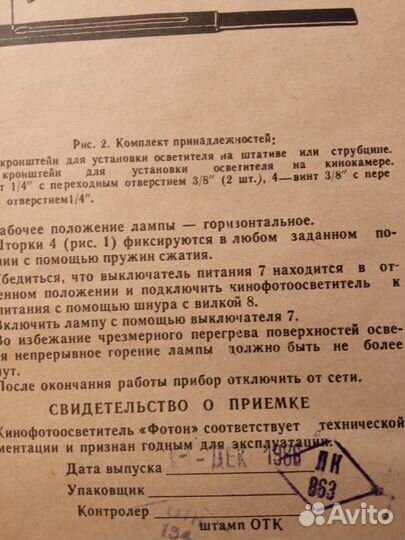 Рис. 2. Комплект принадлежностей:
кронштейн для установки осветителя на штативе или струбцине.
кронштейн для установки осветителя на кинокамере.
т 1/4″ с переходным отверстием 3/8″ (2 шт.), 4—винт 3/8″ с пере
м отверстием1/4″.
абочее положение лампы — горизонтальное.
Шторки 4 (рис. 1) фиксируются в любом заданном по
и с помощью пружин сжатия.
Убедиться, что выключатель питания 7 находится в от
енном положении и подключить кинофотоосветитель к
питания с помощью шнура с вилкой 8.
Включить лампу с помощью выключателя 7.
Во избежание чрезмерного перегрева поверхностей осве
я непрерывное горение лампы должно быть не более
ут.
После окончания работы прибор отключить от сети.
СВИДЕТЕЛЬСТВО О ПРИЕМКЕ
Кинофотоосветитель «Фотон» соответствует технической
ментации и признан годным для эксплуатации.
Дата выпуска ДЕК 1986
ЛК
863
Упаковщик
Контролер
штамп ОТК
Avito